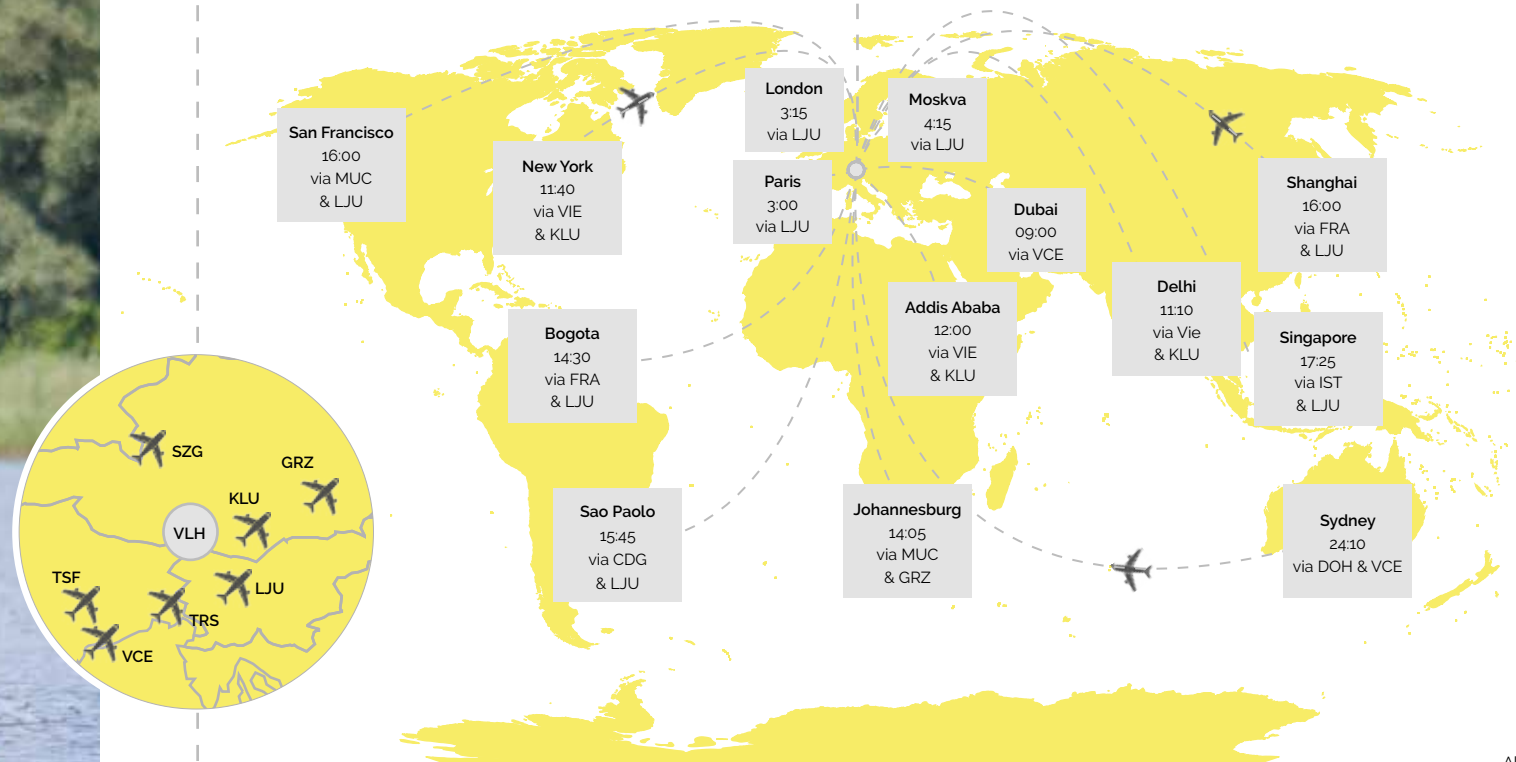 San Francisco
16:00
via MUC
& LJU
New York
11:40
via VIE
& KLU
London
3:15
via LJU
Moskva
4:15
via LJU
Paris
3:00
via LJU
Dubai
09:00
via VCE
Shanghai
16:00
via FRA
& LJU
Bogota
14:30
via FRA
& LJU
Addis Ababa
12:00
via VIE
& KLU
Delhi
11:10
via Vie
& KLU
Singapore
17:25
via IST
& LJU
Sao Paolo
15:45
via CDG
& LJU
Johannesburg
14:05
via MUC
& GRZ
Sydney
24:10
via DOH & VCE
SZG
GRZ
KLU
VLH
TSF
LJU
TRS
VCE